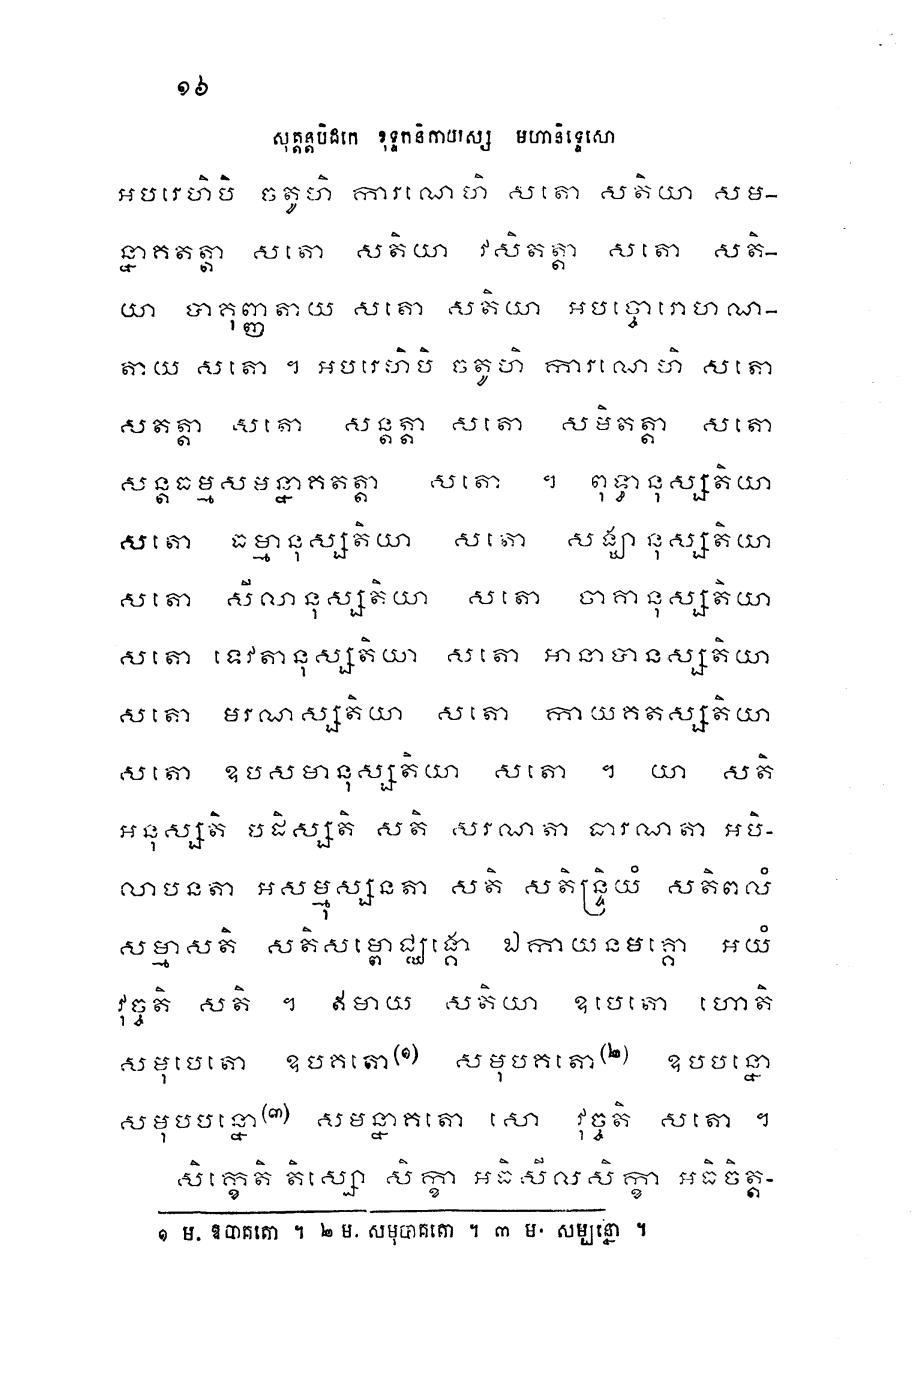 ១៦
សុត្តន្តបិដកេ ខុទ្ទកនិកាយស្ស មហានិទ្ទេសោ
អបរេហិបិ ចតូហិ ការណេហិ សតោ សតិយា សម-
ន្នាគតត្តា សតោ សតិយា វសិតត្តា សតោ សតិ-
យា បាគុញ្ញតាយ សតោ សតិយា អបច្ចោរោហណ-
តាយ សតោ ។ អបរេហិបិ ចតូហិ ការណេហិ សតោ
សតត្តា សតោ សន្តត្តា សតោ សមិតត្តា សតោ
សន្តធម្មសមន្នាគតត្តា សតោ ។ ពុទ្ធានុស្សតិយា
សតោ ធម្មានុស្សតិយា សតោ សង្ឃានុស្សតិយា
សតោ សីលានុស្សតិយា សតោ ចាគានុស្សតិយា
សតោ ទេវតានុស្សតិយា សតោ អានាបានស្សតិយា
សតោ មរណស្សតិយា សតោ កាយគតស្សតិយា
សតោ ឧបសមានុស្សតិយា សតោ ។ យា សតិ
អនុស្សតិ បដិស្សតិ សតិ សរណតា ធារណតា អបិ-
លាបនតា អសម្មុស្សនតា សតិ សតិន្ទ្រិយំ សតិពលំ
សម្មាសតិ សតិសម្ពោជ្ឈង្គោ ឯកាយនមគ្គោ អយំ
វុច្ចតិ សតិ ។ ឥមាយ សតិយា ឧបេតោ ហោតិ
សមុបេតោ ឧបគតោ(១) សមុបគតោ(២) ឧបបន្នោ
សមុបបន្នោ(៣) សមន្នាគតោ សោ វុច្ចតិ សតោ ។
សិក្ខេតិ តិស្សោ សិក្ខា អធិសីលសិក្ខា អធិចិត្ត-
១ ម. ឧបាគតោ ។ ២ ម. សមុបាគតោ ។ ៣ ម. សម្បន្នោ ។